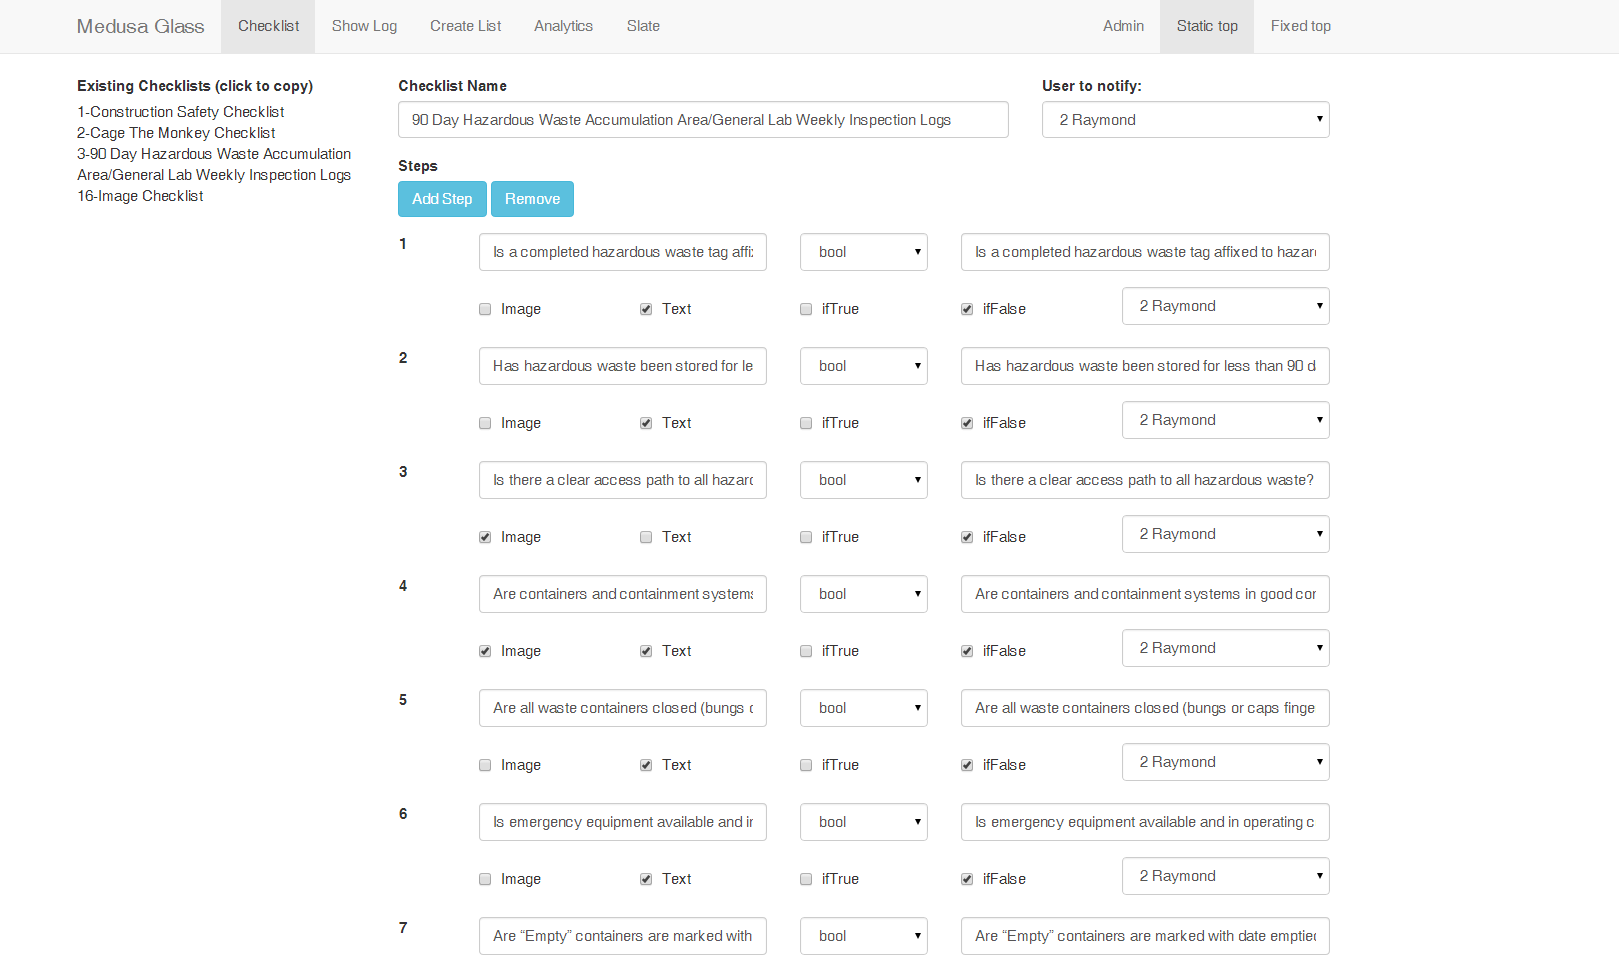 Medusa Glass Checklist Show Log Create List Analytics Slate Admin Static top Fixed top
Existing Checklists (click to copy)
1-Construction Safety Checklist
2-Cage The Monkey Checklist
3-90 Day Hazardous Waste Accumulation
Area/General Lab Weekly Inspection Logs
16-Image Checklist
Checklist Name
90 Day Hazardous Waste Accumulation Area/General Lab Weekly Inspection Logs
User to notify:
2 Raymond
Steps
Add Step Remove
1 Is a completed hazardous waste tag affi bool Is a completed hazardous waste tag affixed to hazar
Image Text ifTrue ifFalse 2 Raymond
2 Has hazardous waste been stored for le bool Has hazardous waste been stored for less than 90 d
Image Text ifTrue ifFalse 2 Raymond
3 Is there a clear access path to all hazard bool Is there a clear access path to all hazardous waste?
Image Text ifTrue ifFalse 2 Raymond
4 Are containers and containment systems bool Are containers and containment systems in good cor
Image Text ifTrue ifFalse 2 Raymond
5 Are all waste containers closed (bungs o bool Are all waste containers closed (bungs or caps finge
Image Text ifTrue ifFalse 2 Raymond
6 Is emergency equipment available and ir bool Is emergency equipment available and in operating c
Image Text ifTrue ifFalse 2 Raymond
7 Are “Empty” containers are marked with bool Are “Empty” containers are marked with date emptied